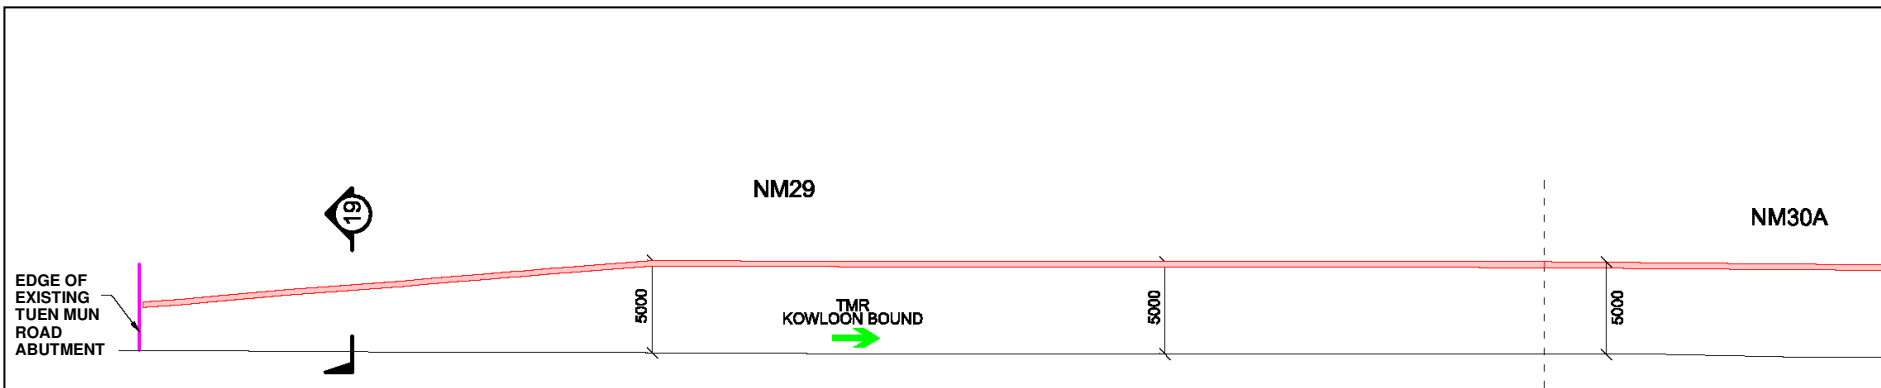 NM29
19
NM30A
EDGE OF
EXISTING
TUEN MUN
ROAD
ABUTMENT
5000
TMR
KOWLOON BOUND
5000
5000